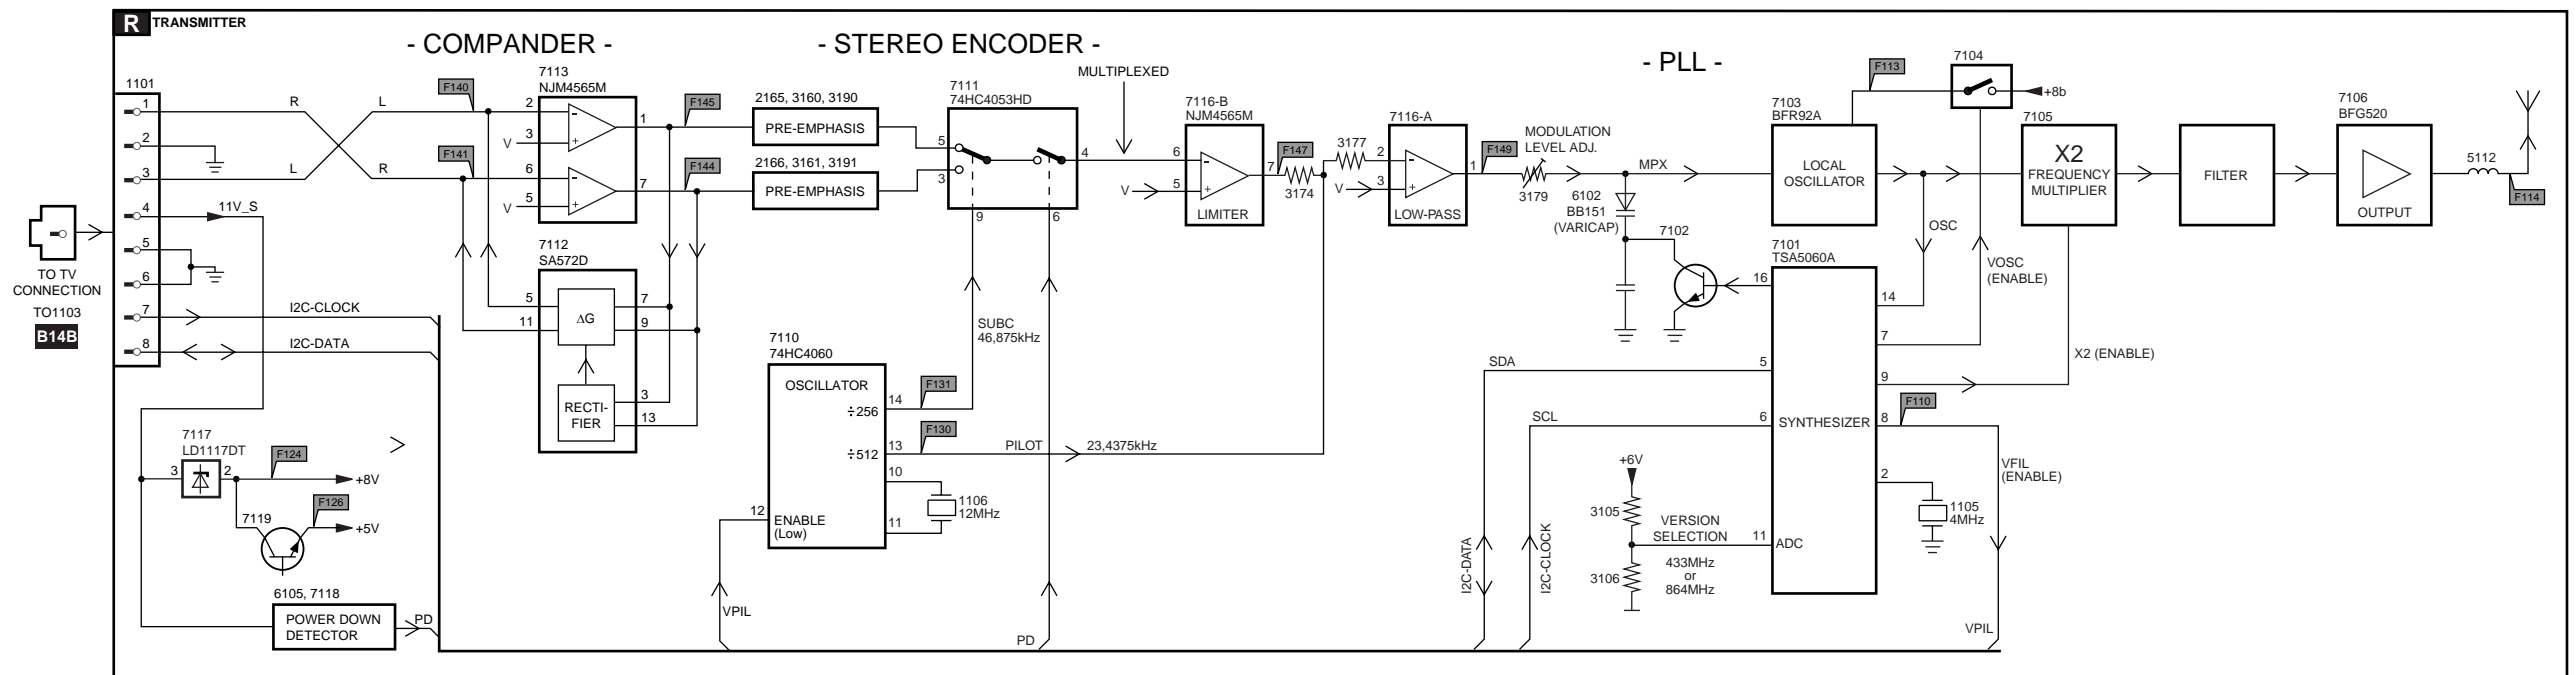 R TRANSMITTER
- COMPANDER -
- STEREO ENCODER -
- PLL -
1101
1
2
3
4
5
6
7
8
TO TV
CONNECTION
TO1103
B14B
R
L
L
R
11V_S
I2C-CLOCK
I2C-DATA
F140
F141
7113
NJM4565M
2
-
V
3
+
1
6
-
V
5
+
7
F145
F144
7112
SA572D
5
11
ΔG
7
9
RECTI-
FIER
3
13
2165, 3160, 3190
PRE-EMPHASIS
2166, 3161, 3191
PRE-EMPHASIS
7111
74HC4053HD
5
3
4
9
6
MULTIPLEXED
SUBC
46,875kHz
7110
74HC4060
OSCILLATOR
÷256
÷512
14
F131
13
F130
PILOT
23,4375kHz
10
11
1106
12MHz
12
ENABLE
(Low)
VPIL
PD
7116-B
NJM4565M
6
-
V
5
+
7
LIMITER
F147
3174
3177
7116-A
2
-
V
3
+
1
LOW-PASS
F149
MODULATION
LEVEL ADJ.
3179
MPX
6102
BB151
(VARICAP)
7102
7103
BFR92A
LOCAL
OSCILLATOR
F113
7104
+8b
OSC
VOSC
(ENABLE)
7105
X2
FREQUENCY
MULTIPLIER
X2 (ENABLE)
FILTER
7106
BFG520
OUTPUT
5112
F114
7101
TSA5060A
16
14
7
5
9
6
SYNTHESIZER
8
F110
2
11
ADC
SDA
SCL
I2C-DATA
I2C-CLOCK
+6V
3105
3106
VERSION
SELECTION
433MHz
or
864MHz
1105
4MHz
VFIL
(ENABLE)
VPIL
7117
LD1117DT
3
2
F124
+8V
7119
F126
+5V
6105, 7118
POWER DOWN
DETECTOR
PD